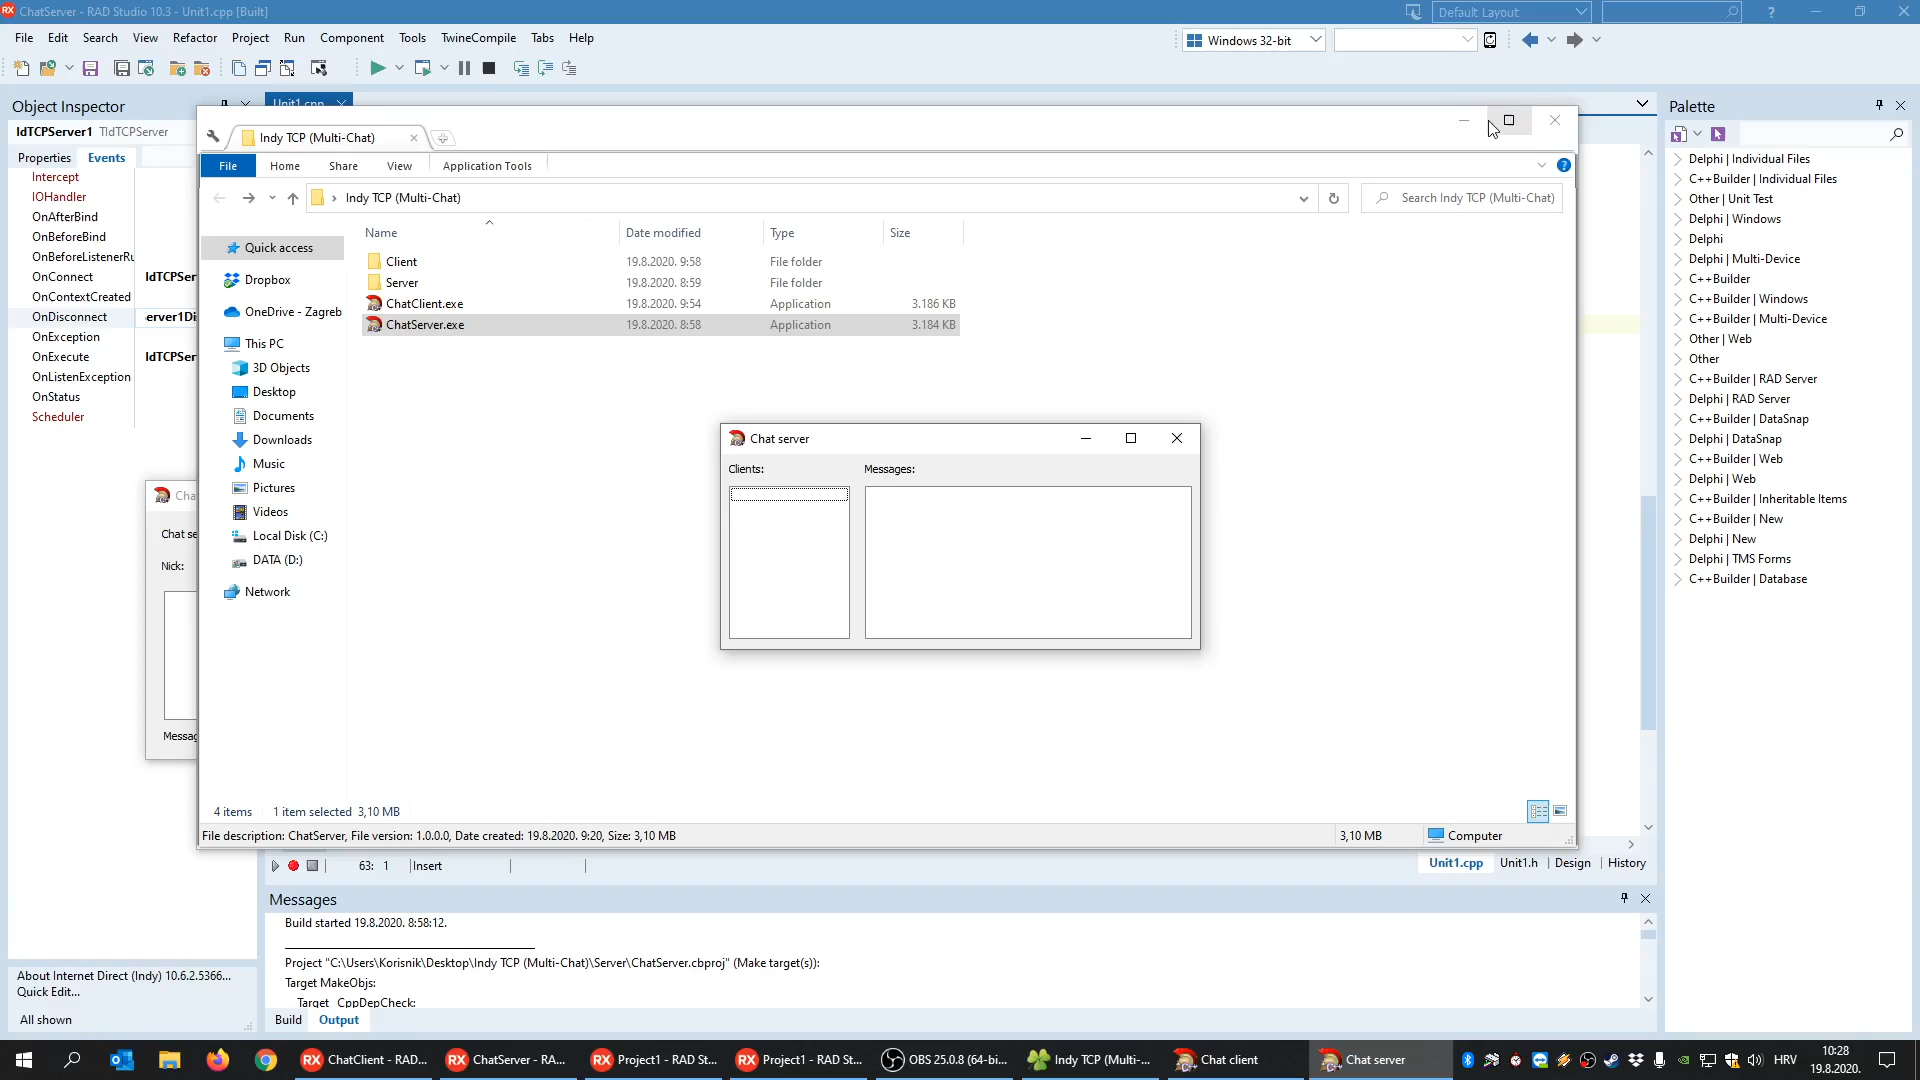 ChatServer - RAD Studio 10.3 - Unit1.cpp [Built]
Default Layout
File Edit Search View Refactor Project Run Component Tools TwineCompile Tabs Help
Windows 32-bit
Object Inspector
Unit1.cpp
Palette
IdTCPServer1 TIdTCPServer
Properties Events
Intercept
IOHandler
OnAfterBind
OnBeforeBind
OnBeforeListenerRu
OnConnect IdTCPSer
OnContextCreated
OnDisconnect erver1Di
OnException
OnExecute IdTCPSer
OnListenException
OnStatus
Scheduler
Indy TCP (Multi-Chat)
File Home Share View Application Tools
Indy TCP (Multi-Chat)
Search Indy TCP (Multi-Chat)
Name Date modified Type Size
Client 19.8.2020. 9:58 File folder
Server 19.8.2020. 8:59 File folder
ChatClient.exe 19.8.2020. 9:54 Application 3.186 KB
ChatServer.exe 19.8.2020. 8:58 Application 3.184 KB
Quick access
Dropbox
OneDrive - Zagreb
This PC
3D Objects
Desktop
Documents
Downloads
Music
Pictures
Videos
Local Disk (C:)
DATA (D:)
Network
4 items 1 item selected 3,10 MB
File description: ChatServer, File version: 1.0.0.0, Date created: 19.8.2020. 9:20, Size: 3,10 MB
3,10 MB
Computer
Chat server
Clients: Messages:
Cha
Chat se
Nick:
Messag
Delphi | Individual Files
C++Builder | Individual Files
Other | Unit Test
Delphi | Windows
Delphi
Delphi | Multi-Device
C++Builder
C++Builder | Windows
C++Builder | Multi-Device
Other | Web
Other
C++Builder | RAD Server
Delphi | RAD Server
C++Builder | DataSnap
Delphi | DataSnap
C++Builder | Web
Delphi | Web
C++Builder | Inheritable Items
C++Builder | New
Delphi | New
Delphi | TMS Forms
C++Builder | Database
63: 1 Insert
Unit1.cpp Unit1.h Design History
Messages
Build started 19.8.2020. 8:58:12.
Project "C:\Users\Korisnik\Desktop\Indy TCP (Multi-Chat)\Server\ChatServer.cbproj" (Make target(s)):
Target MakeObjs:
Target _CppDepCheck:
Build Output
About Internet Direct (Indy) 10.6.2.5366...
Quick Edit...
All shown
ChatClient - RAD...
ChatServer - RA...
Project1 - RAD St...
Project1 - RAD St...
OBS 25.0.8 (64-bi...
Indy TCP (Multi-...
Chat client
Chat server
HRV
10:28
19.8.2020.